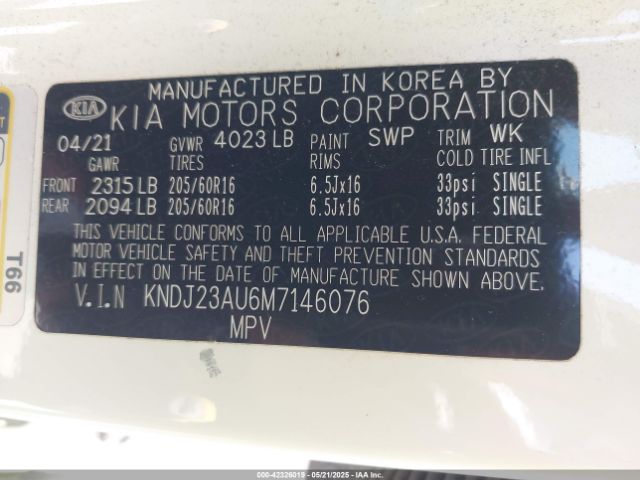 MANUFACTURED IN KOREA BY
KIA KIA MOTORS CORPORATION
04/21 GVWR 4023 LB PAINT SWP TRIM WK
GAWR TIRES RIMS COLD TIRE INFL
FRONT 2315 LB 205/60R16 6.5Jx16 33psi SINGLE
REAR 2094 LB 205/60R16 6.5Jx16 33psi SINGLE
THIS VEHICLE CONFORMS TO ALL APPLICABLE U.S.A. FEDERAL
MOTOR VEHICLE SAFETY AND THEFT PREVENTION STANDARDS
IN EFFECT ON THE DATE OF MANUFACTURE SHOWN ABOVE.
V.I.N KNDJ23AU6M7146076
MPV
T66
000-42326019 - 05/21/2025 - IAAI.COM